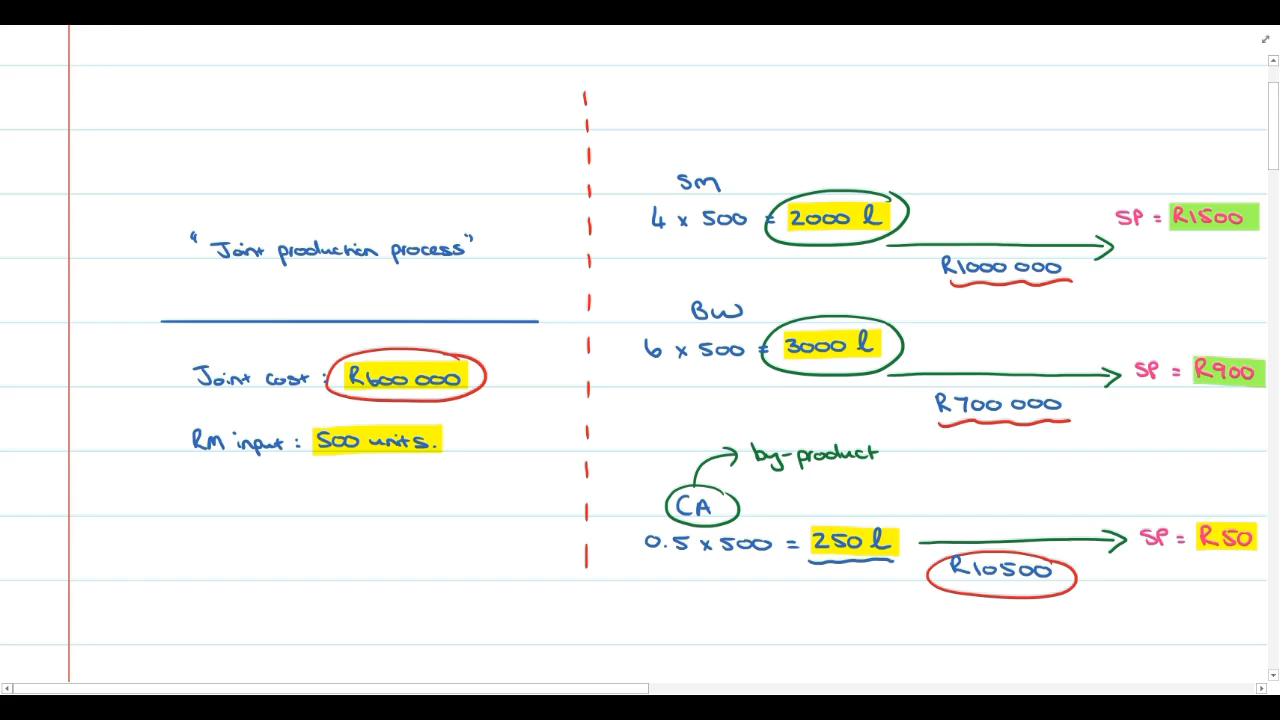 "Joint production process"
Joint cost : R600 000
RM input : 500 units.
SM
4 x 500 = 2000 l
R1000 000
SP = R1500
BW
6 x 500 = 3000 l
R700 000
SP = R900
by-product
CA
0.5 x 500 = 250 l
R10500
SP = R50